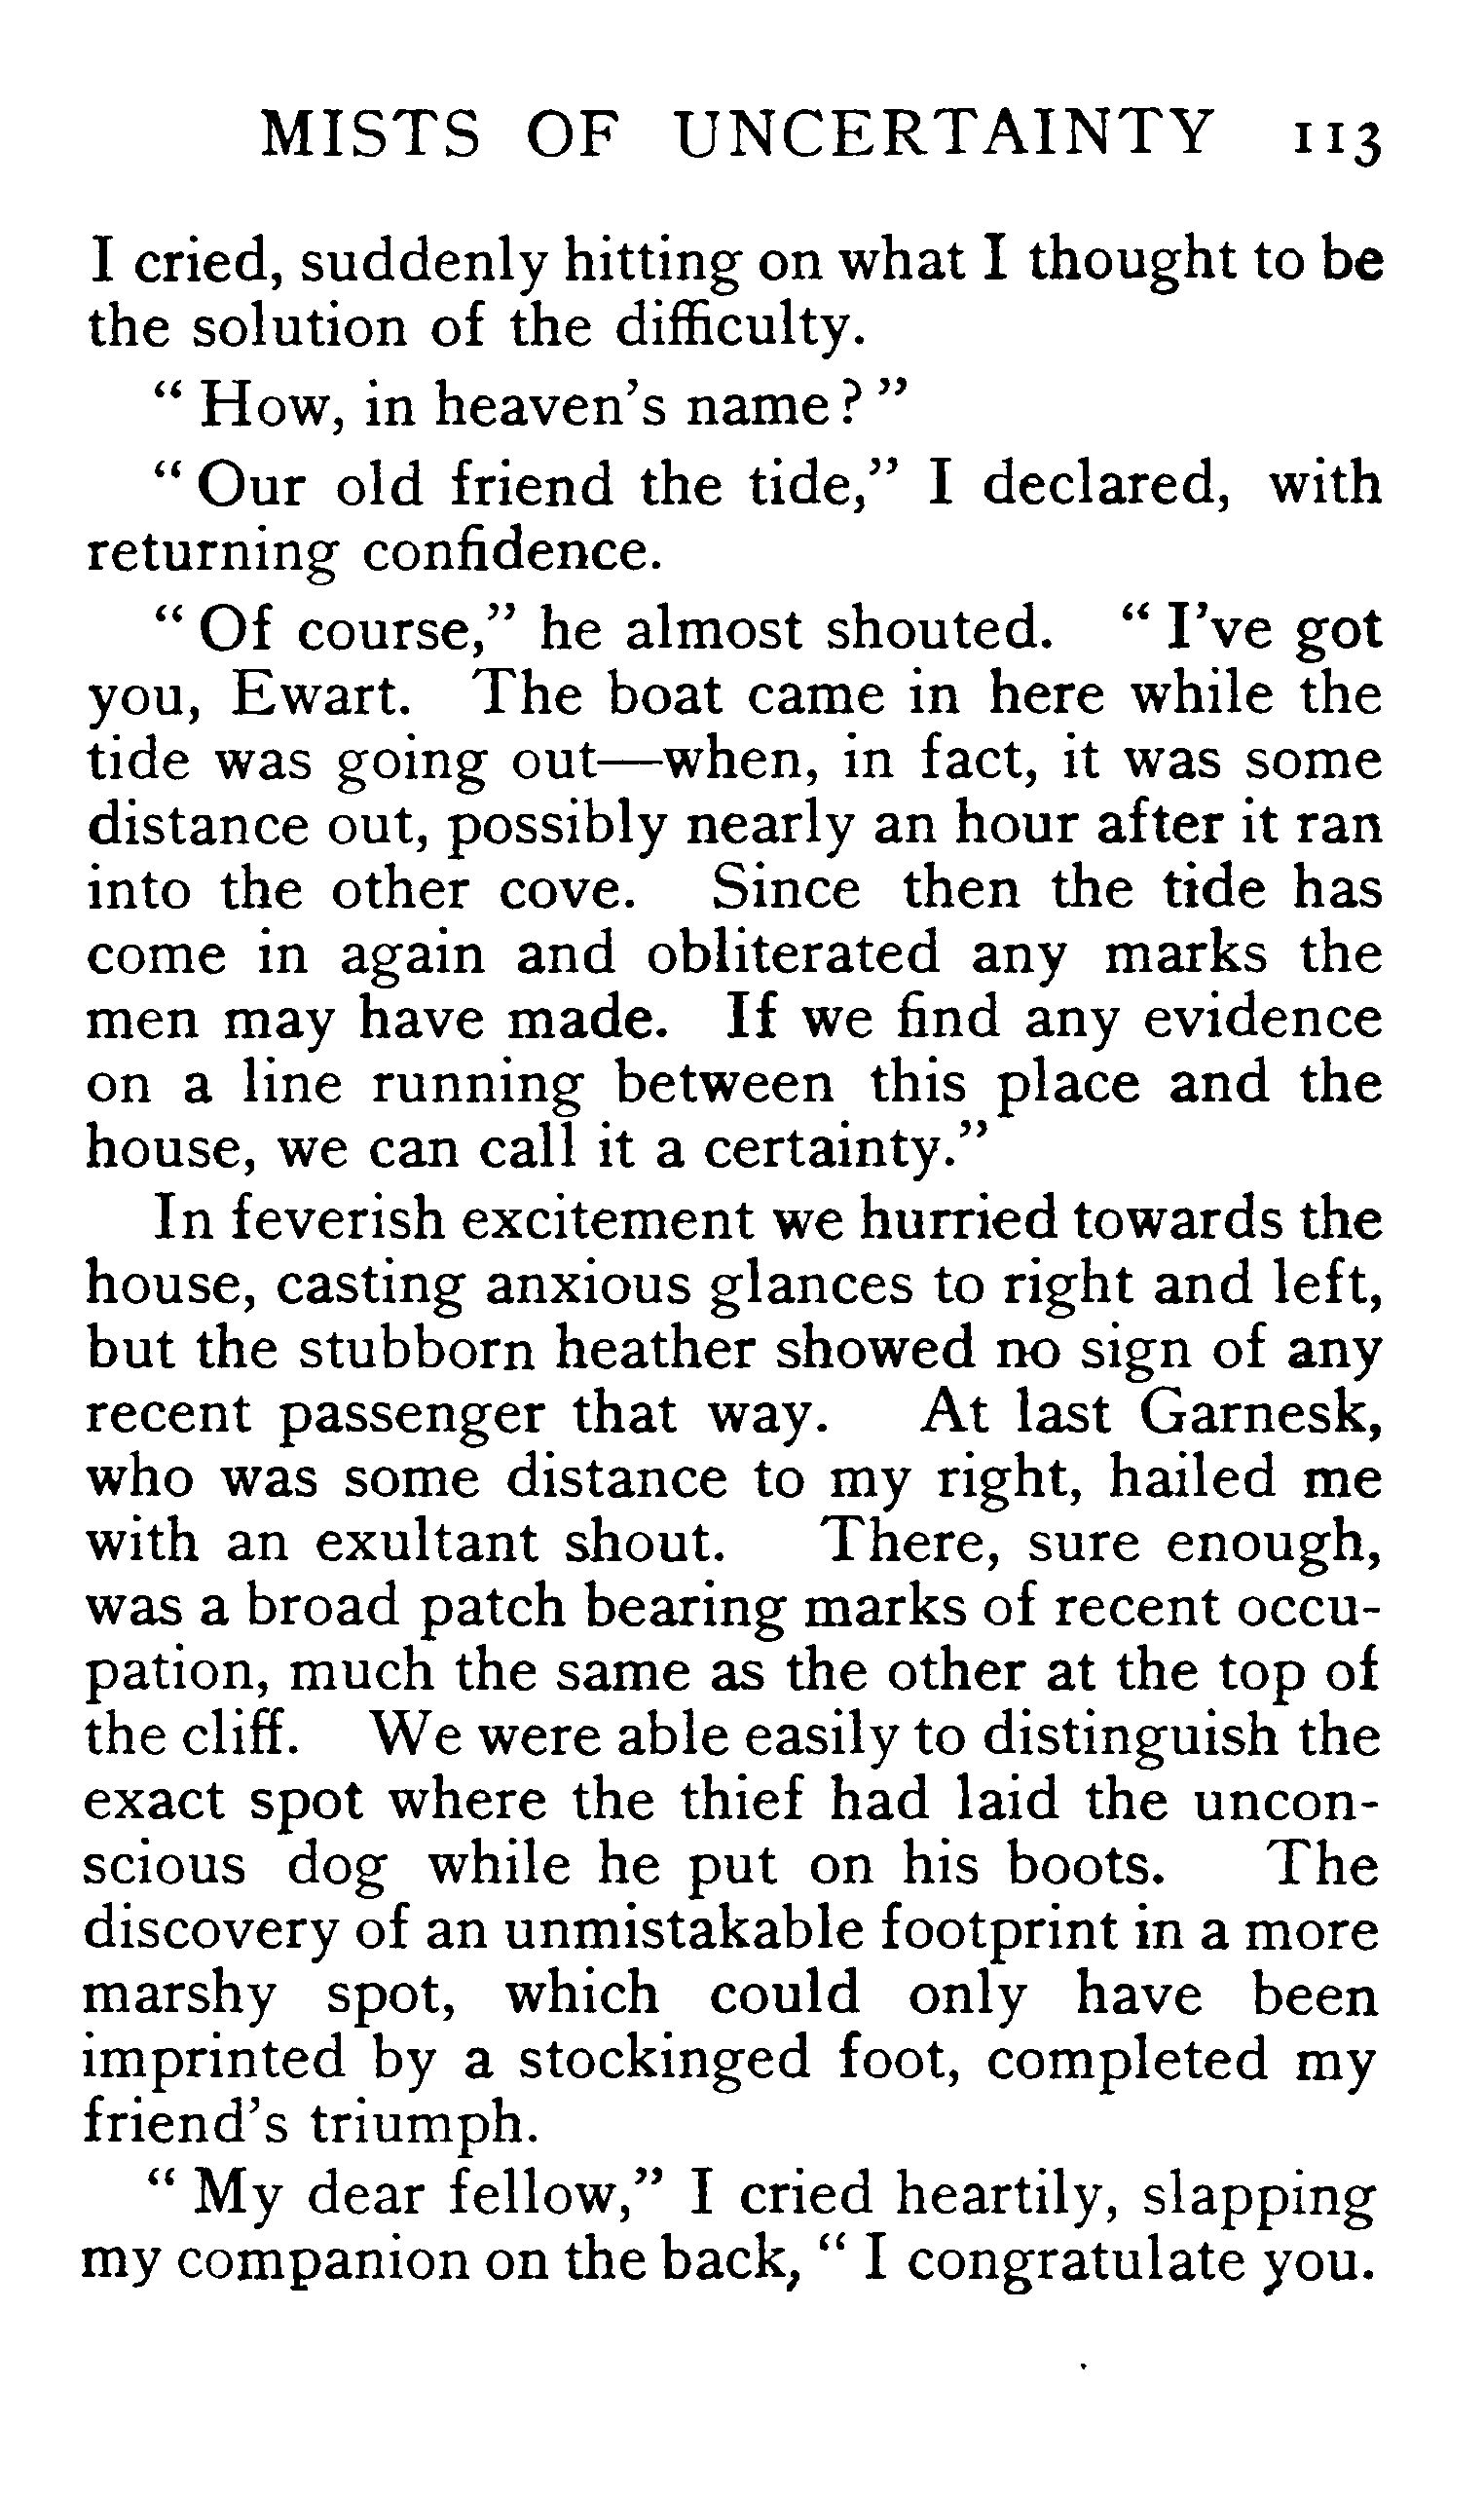 MISTS OF UNCERTAINTY 113
I cried, suddenly hitting on what I thought to be
the solution of the difficulty.
" How, in heaven's name ? "
" Our old friend the tide," I declared, with
returning confidence.
" Of course," he almost shouted. " I've got
you, Ewart. The boat came in here while the
tide was going out—when, in fact, it was some
distance out, possibly nearly an hour after it ran
into the other cove. Since then the tide has
come in again and obliterated any marks the
men may have made. If we find any evidence
on a line running between this place and the
house, we can call it a certainty."
In feverish excitement we hurried towards the
house, casting anxious glances to right and left,
but the stubborn heather showed no sign of any
recent passenger that way. At last Garnesk,
who was some distance to my right, hailed me
with an exultant shout. There, sure enough,
was a broad patch bearing marks of recent occu-
pation, much the same as the other at the top of
the cliff. We were able easily to distinguish the
exact spot where the thief had laid the uncon-
scious dog while he put on his boots. The
discovery of an unmistakable footprint in a more
marshy spot, which could only have been
imprinted by a stockinged foot, completed my
friend's triumph.
" My dear fellow," I cried heartily, slapping
my companion on the back, " I congratulate you.